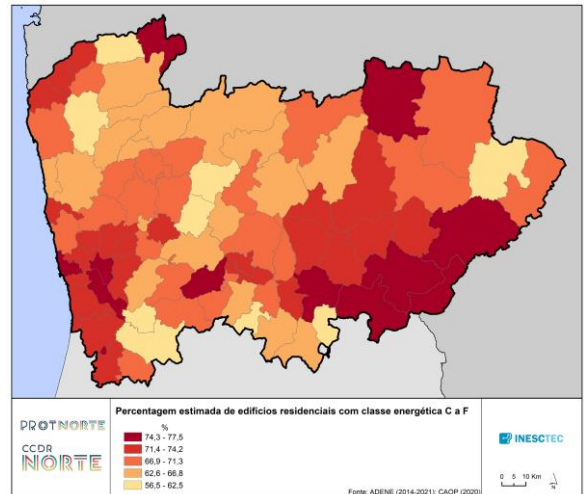 Percentagem estimada de edifícios residenciais com classe energética C a F
%
74,3 - 77,5
71,4 - 74,2
66,9 - 71,3
62,6 - 66,8
56,5 - 62,5
PROTNORTE
CCDR
NORTE
INESCTEC
0 5 10 Km
N
Fonte: ADENE (2014-2021); CAOP (2020)